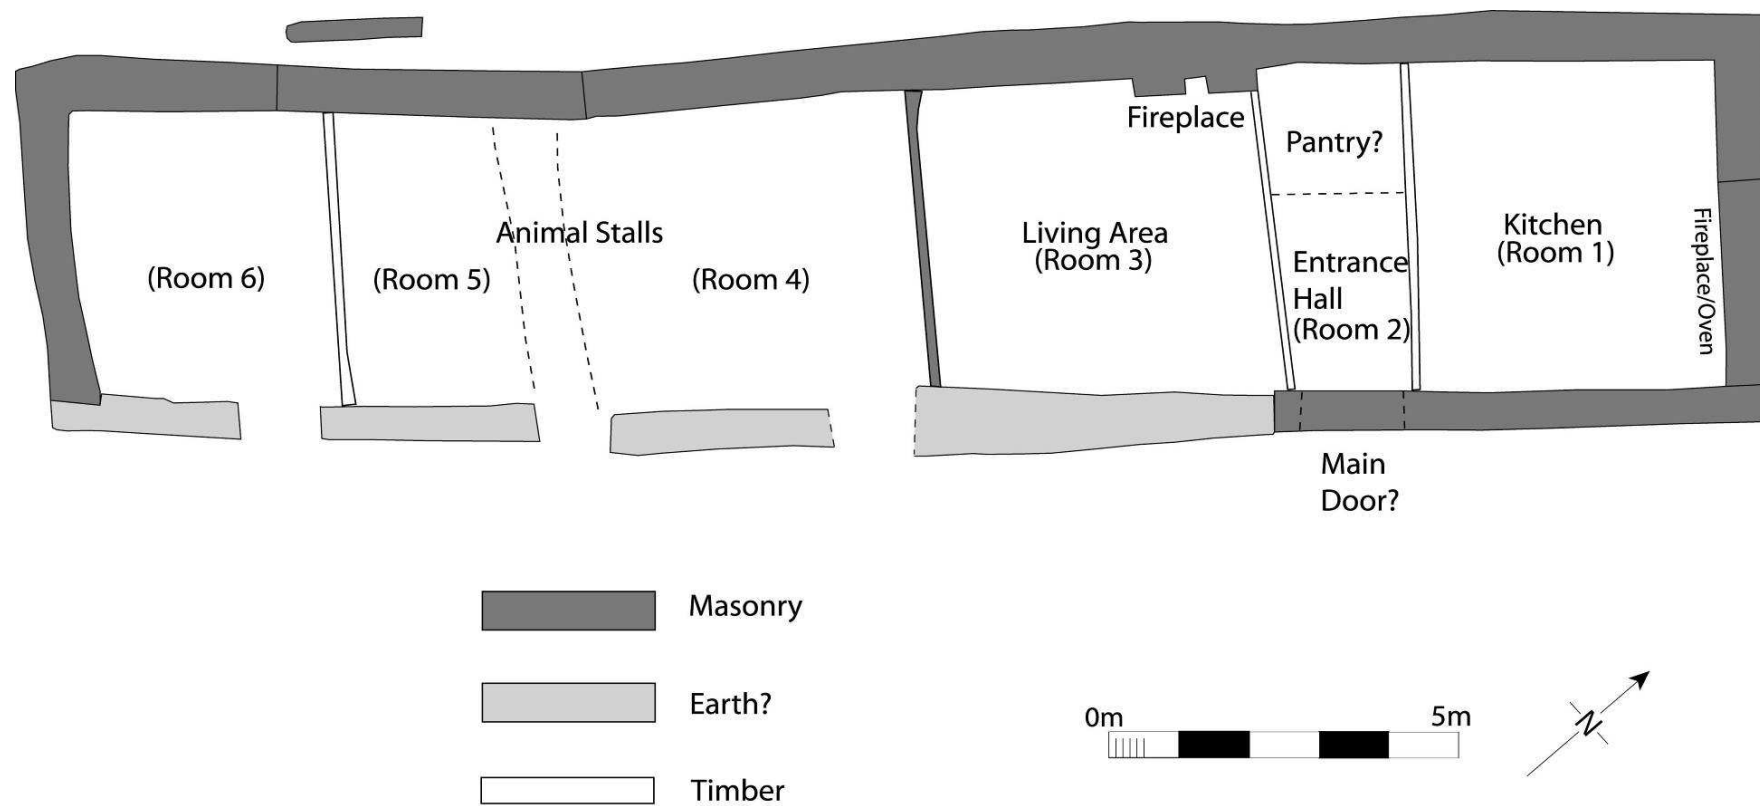 Fireplace
Pantry?
Animal Stalls
Living Area
(Room 3)
Kitchen
(Room 1)
Fireplace/Oven
(Room 6)
(Room 5)
(Room 4)
Entrance
Hall
(Room 2)
Main
Door?
Masonry
Earth?
Timber
0m
5m
N